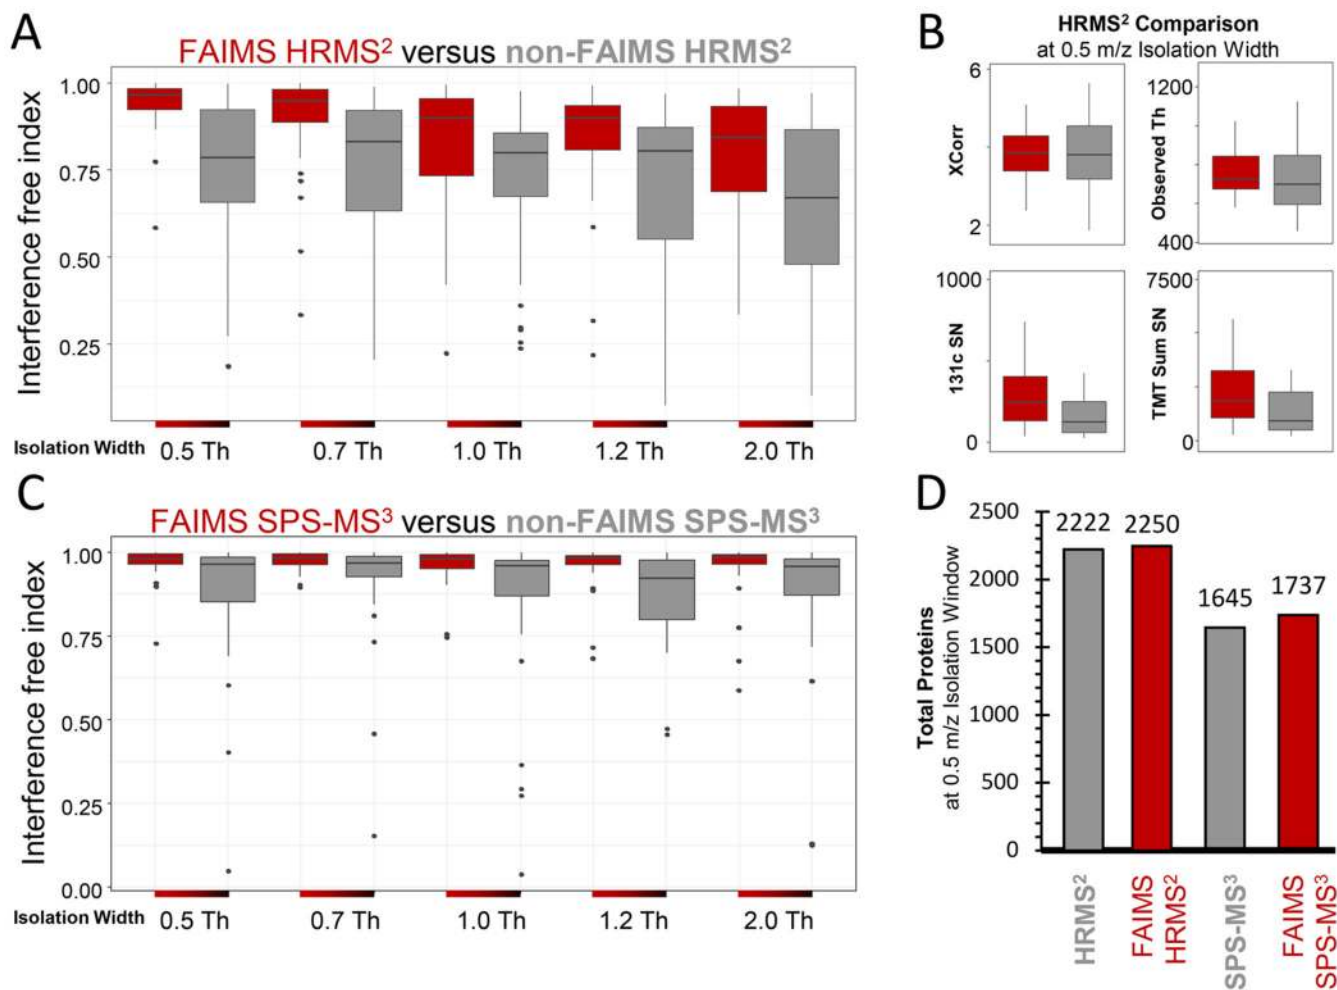 A
FAIMS HRMS² versus non-FAIMS HRMS²
Interference free index
1.00
0.75
0.50
0.25
Isolation Width
0.5 Th
0.7 Th
1.0 Th
1.2 Th
2.0 Th
B
HRMS² Comparison
at 0.5 m/z Isolation Width
XCorr
6
2
Observed Th
1200
400
131c SN
1000
0
TMT Sum SN
7500
0
C
FAIMS SPS-MS³ versus non-FAIMS SPS-MS³
Interference free index
1.00
0.75
0.50
0.25
0.00
Isolation Width
0.5 Th
0.7 Th
1.0 Th
1.2 Th
2.0 Th
D
Total Proteins
at 0.5 m/z Isolation Window
2500
2000
1500
1000
500
0
2222
2250
1645
1737
HRMS²
FAIMS
HRMS²
SPS-MS³
FAIMS
SPS-MS³